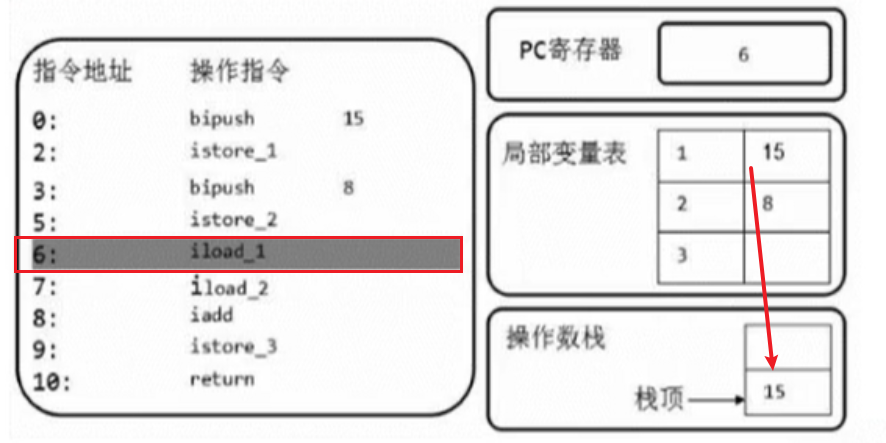 指令地址 操作指令
0: bipush 15
2: istore_1
3: bipush 8
5: istore_2
6: iload_1
7: iload_2
8: iadd
9: istore_3
10: return
PC寄存器 6
局部变量表 1 15
2 8
3
操作数栈
栈顶 15